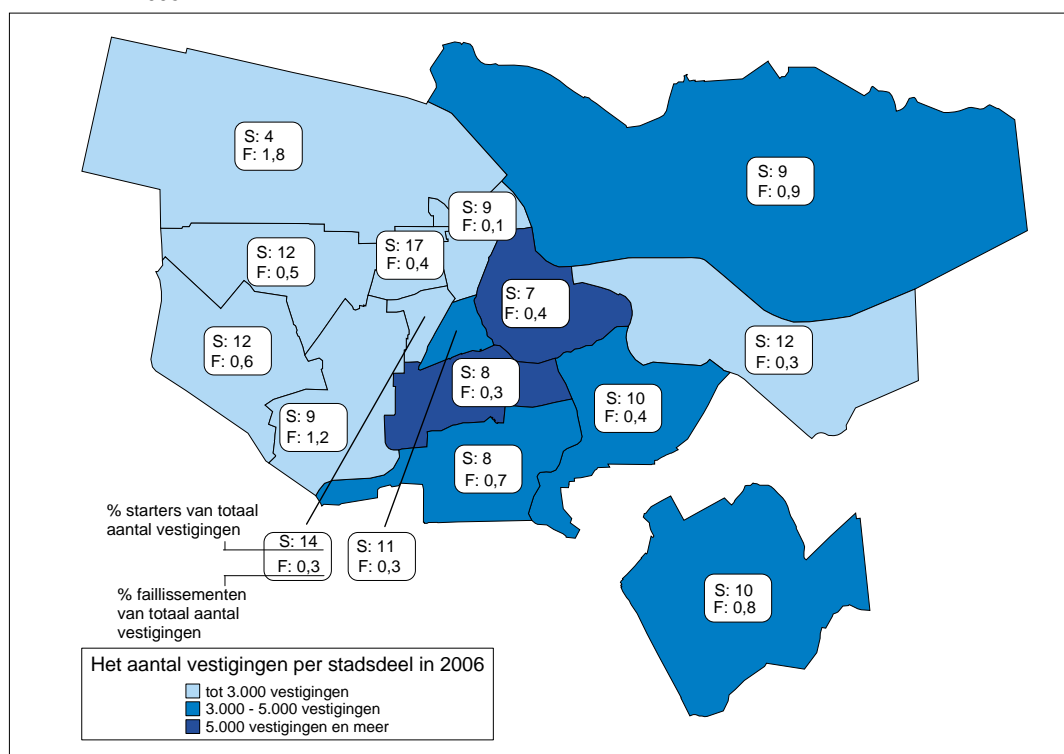 S: 4
F: 1,8
S: 9
F: 0,9
S: 9
F: 0,1
S: 17
F: 0,4
S: 12
F: 0,5
S: 7
F: 0,4
S: 12
F: 0,6
S: 12
F: 0,3
S: 8
F: 0,3
S: 10
F: 0,4
S: 9
F: 1,2
S: 8
F: 0,7
% starters van totaal
aantal vestigingen
S: 14
F: 0,3
S: 11
F: 0,3
% faillissementen
van totaal aantal
vestigingen
S: 10
F: 0,8
Het aantal vestigingen per stadsdeel in 2006
tot 3.000 vestigingen
3.000 - 5.000 vestigingen
5.000 vestigingen en meer